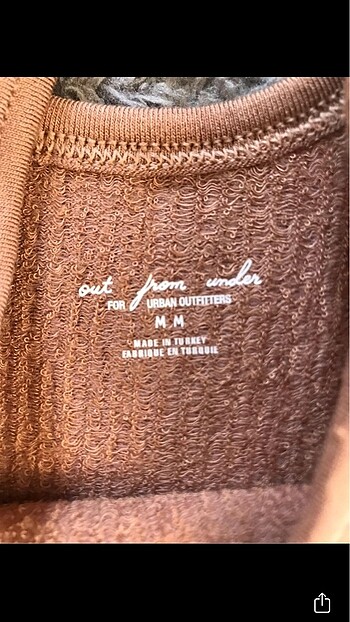 out from under
FOR URBAN OUTFITTERS
M M
MADE IN TURKEY
FABRIQUE EN TURQUIE